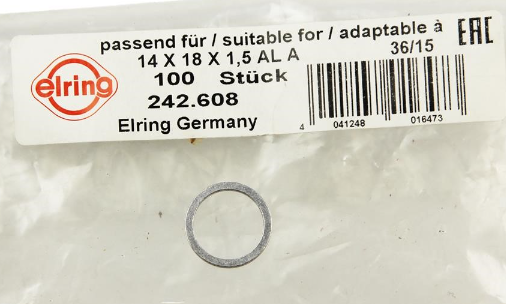 elring
passend für / suitable for / adaptable à
14 X 18 X 1,5 AL A
36/15
EAC
100 Stück
242.608
Elring Germany
4 041248 016473